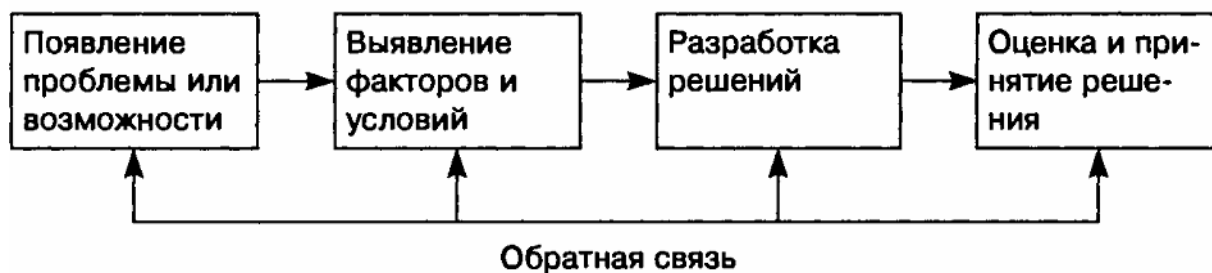 Появление
проблемы или
возможности
Выявление
факторов и
условий
Разработка
решений
Оценка и при-
нятие реше-
ния
Обратная связь